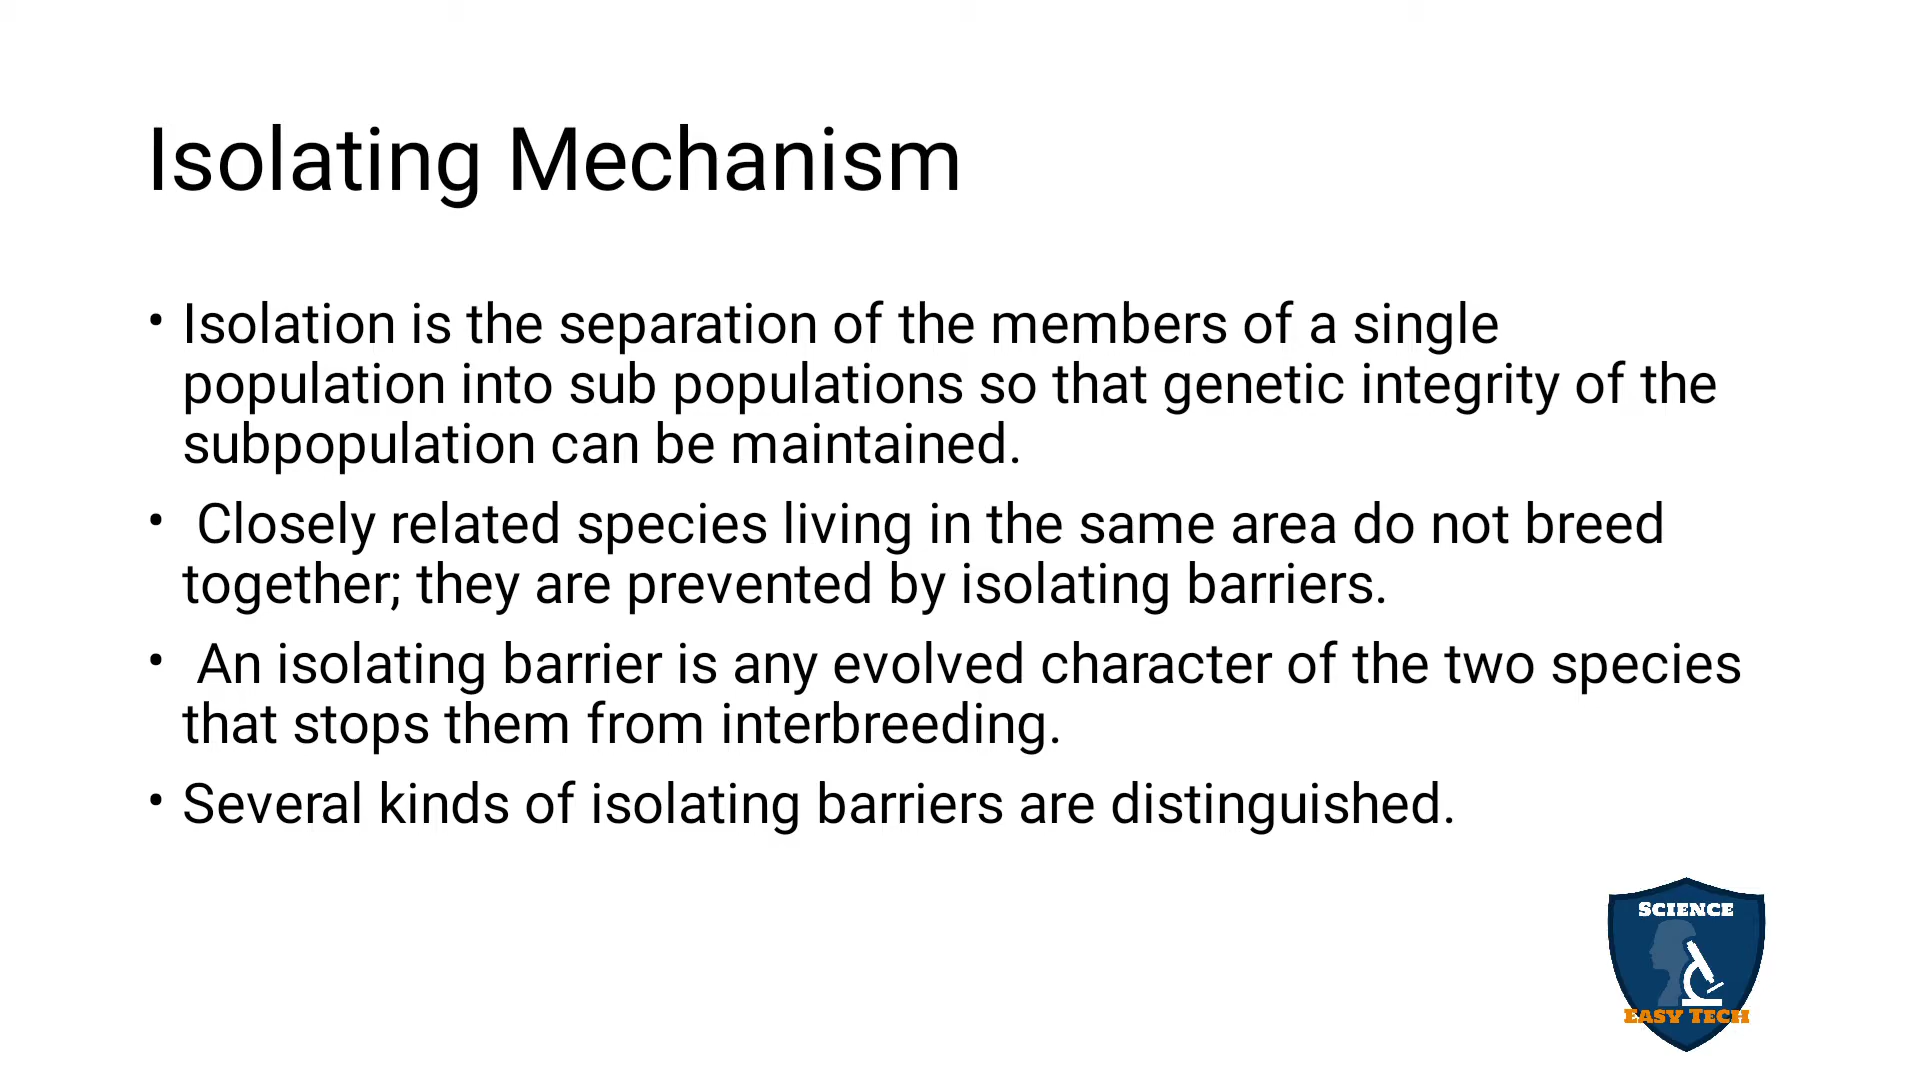 Isolating Mechanism
• Isolation is the separation of the members of a single
population into sub populations so that genetic integrity of the
subpopulation can be maintained.
• Closely related species living in the same area do not breed
together; they are prevented by isolating barriers.
• An isolating barrier is any evolved character of the two species
that stops them from interbreeding.
• Several kinds of isolating barriers are distinguished.
SCIENCE
EASY TECH